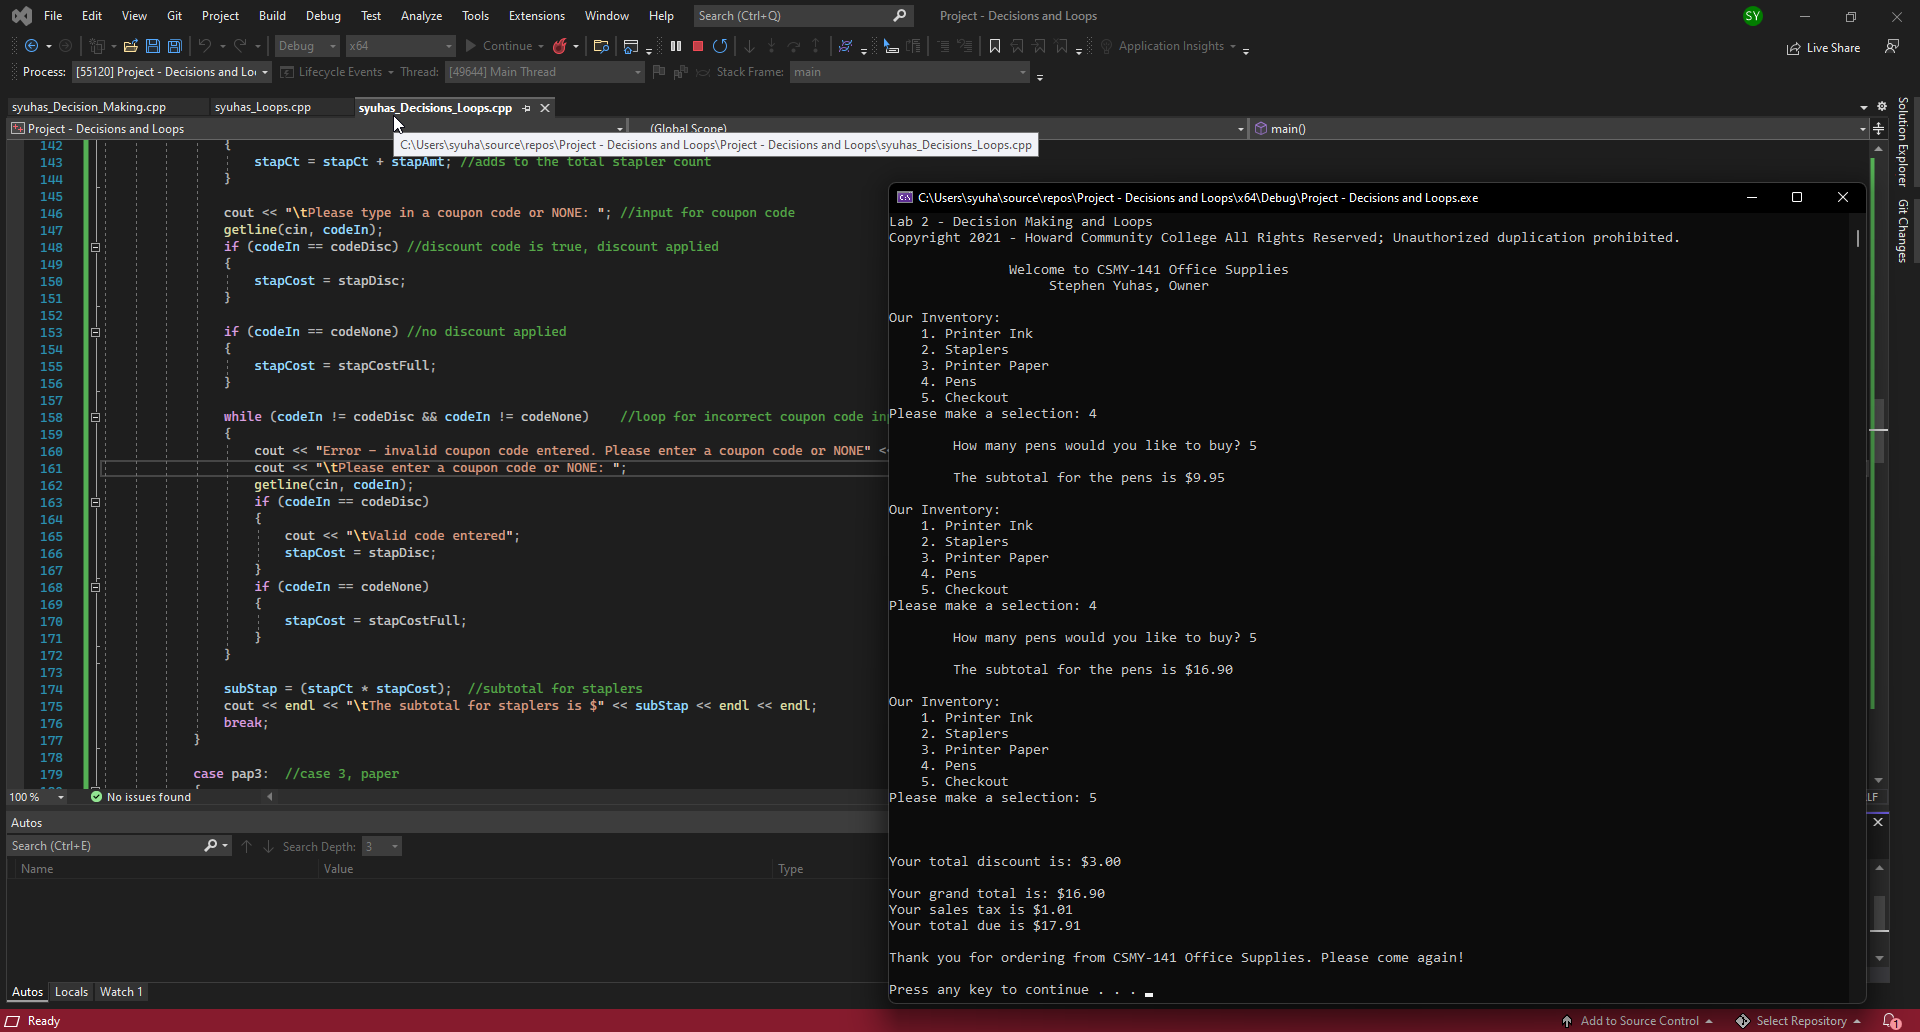 File Edit View Git Project Build Debug Test Analyze Tools Extensions Window Help Search (Ctrl+Q) Project - Decisions and Loops SY
Debug x64 Continue Application Insights Live Share
Process: [55120] Project - Decisions and Lo Lifecycle Events Thread: [49644] Main Thread Stack Frame: main
syuhas_Decision_Making.cpp syuhas_Loops.cpp syuhas_Decisions_Loops.cpp
Project - Decisions and Loops (Global Scope) main()
C:\Users\syuha\source\repos\Project - Decisions and Loops\Project - Decisions and Loops\syuhas_Decisions_Loops.cpp
Solution Explorer
Git Changes
142 {
143 stapCt = stapCt + stapAmt; //adds to the total stapler count
144 }
145
146 cout << "\tPlease type in a coupon code or NONE: "; //input for coupon code
147 getline(cin, codeIn);
148 if (codeIn == codeDisc) //discount code is true, discount applied
149 {
150 stapCost = stapDisc;
151 }
152
153 if (codeIn == codeNone) //no discount applied
154 {
155 stapCost = stapCostFull;
156 }
157
158 while (codeIn != codeDisc && codeIn != codeNone) //loop for incorrect coupon code in
159 {
160 cout << "Error - invalid coupon code entered. Please enter a coupon code or NONE" <
161 cout << "\tPlease enter a coupon code or NONE: ";
162 getline(cin, codeIn);
163 if (codeIn == codeDisc)
164 {
165 cout << "\tValid code entered";
166 stapCost = stapDisc;
167 }
168 if (codeIn == codeNone)
169 {
170 stapCost = stapCostFull;
171 }
172 }
173
174 subStap = (stapCt * stapCost); //subtotal for staplers
175 cout << endl << "\tThe subtotal for staplers is $" << subStap << endl << endl;
176 break;
177 }
178
179 case pap3: //case 3, paper
100 % No issues found LF
Autos
Search (Ctrl+E) Search Depth: 3
Name Value Type
Autos Locals Watch 1
Ready Add to Source Control Select Repository 1
C:\Users\syuha\source\repos\Project - Decisions and Loops\x64\Debug\Project - Decisions and Loops.exe
Lab 2 - Decision Making and Loops
Copyright 2021 - Howard Community College All Rights Reserved; Unauthorized duplication prohibited.
Welcome to CSMY-141 Office Supplies
Stephen Yuhas, Owner
Our Inventory:
1. Printer Ink
2. Staplers
3. Printer Paper
4. Pens
5. Checkout
Please make a selection: 4
How many pens would you like to buy? 5
The subtotal for the pens is $9.95
Our Inventory:
1. Printer Ink
2. Staplers
3. Printer Paper
4. Pens
5. Checkout
Please make a selection: 4
How many pens would you like to buy? 5
The subtotal for the pens is $16.90
Our Inventory:
1. Printer Ink
2. Staplers
3. Printer Paper
4. Pens
5. Checkout
Please make a selection: 5
Your total discount is: $3.00
Your grand total is: $16.90
Your sales tax is $1.01
Your total due is $17.91
Thank you for ordering from CSMY-141 Office Supplies. Please come again!
Press any key to continue . . .